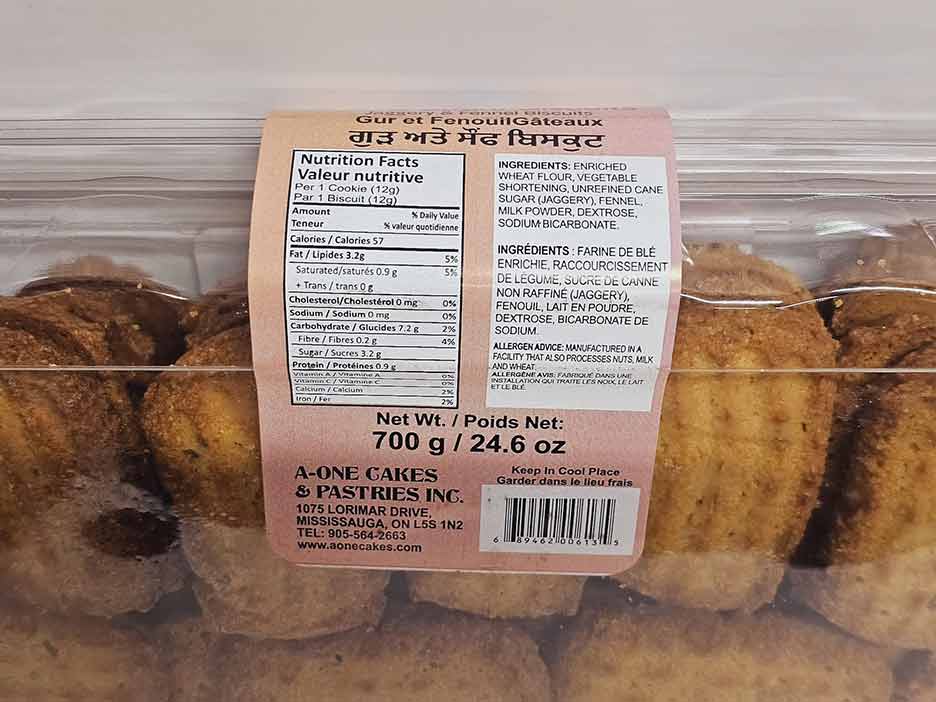 Jaggery & Fennel Biscuits
Gur et FenouilGâteaux
ਗੁੜ ਅਤੇ ਸੌਂਫ ਬਿਸਕੁਟ
Nutrition Facts
Valeur nutritive
Per 1 Cookie (12g)
Par 1 Biscuit (12g)
Amount % Daily Value
Teneur % valeur quotidienne
Calories / Calories 57
Fat / Lipides 3.2g 5%
Saturated/saturés 0.9 g 5%
+ Trans / trans 0 g
Cholesterol/Cholestérol 0 mg 0%
Sodium / Sodium 0 mg 0%
Carbohydrate / Glucides 7.2 g 2%
Fibre / Fibres 0.2 g 4%
Sugar / Sucres 3.2 g
Protein / Protéines 0.9 g
Vitamin A / Vitamine A 0%
Vitamin C / Vitamine C 0%
Calcium / Calcium 2%
Iron / Fer 2%
INGREDIENTS: ENRICHED
WHEAT FLOUR, VEGETABLE
SHORTENING, UNREFINED CANE
SUGAR (JAGGERY), FENNEL,
MILK POWDER, DEXTROSE,
SODIUM BICARBONATE.
INGRÉDIENTS : FARINE DE BLÉ
ENRICHIE, RACCOURCISSEMENT
DE LÉGUME, SUCRE DE CANNE
NON RAFFINÉ (JAGGERY),
FENOUIL, LAIT EN POUDRE,
DEXTROSE, BICARBONATE DE
SODIUM.
ALLERGEN ADVICE: MANUFACTURED IN A
FACILITY THAT ALSO PROCESSES NUTS, MILK
AND WHEAT.
ALLERGÈNE AVIS: FABRIQUÉ DANS UNE
INSTALLATION QUI TRAITE LES NOIX, LE LAIT
ET LE BLÉ
Net Wt. / Poids Net:
700 g / 24.6 oz
A-ONE CAKES
& PASTRIES INC.
1075 LORIMAR DRIVE,
MISSISSAUGA, ON L5S 1N2
TEL: 905-564-2663
www.aonecakes.com
Keep In Cool Place
Garder dans le lieu frais
6 89462 00613 5